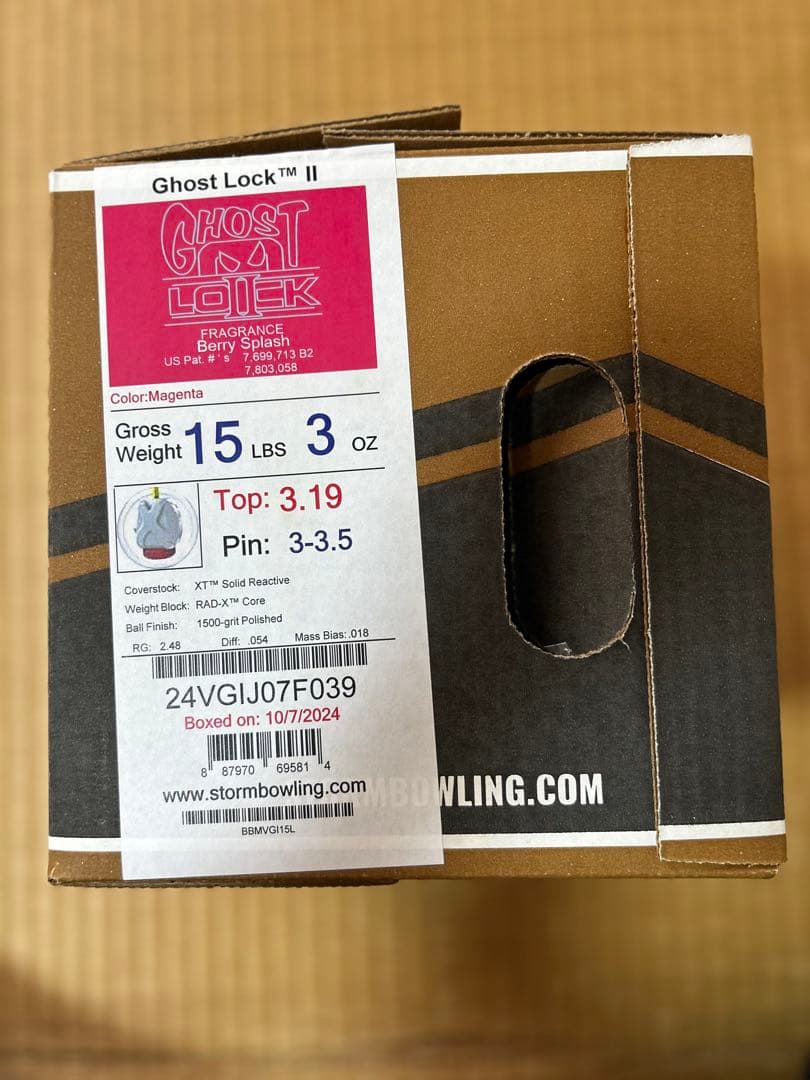 Ghost Lock™ II
GHOST
LOIICK
FRAGRANCE
Berry Splash
US Pat. # ' s 7,699,713 B2
7,803,058
Color:Magenta
Gross Weight 15 LBS 3 OZ
Top: 3.19
Pin: 3-3.5
Coverstock: XT™ Solid Reactive
Weight Block: RAD-X™ Core
Ball Finish: 1500-grit Polished
RG: 2.48 Diff: .054 Mass Bias: .018
24VGIJ07F039
Boxed on: 10/7/2024
8 87970 69581 4
www.stormbowling.com
BBMVGI15L
MBOWLING.COM